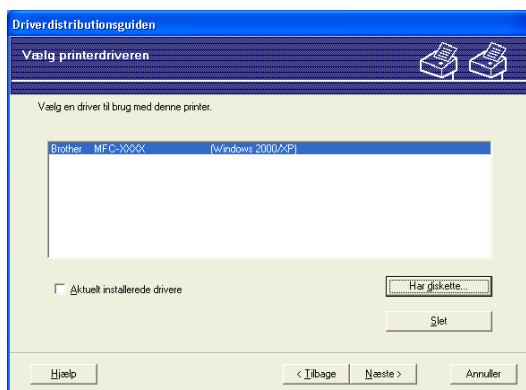 Driverdistributionsguiden
Vælg printerdriveren
Vælg en driver til brug med denne printer.
Brother MFC-XXXX (Windows 2000/XP)
Aktuelt installerede drivere
Har diskette...
Slet
Hjælp
< Tilbage
Næste >
Annuller